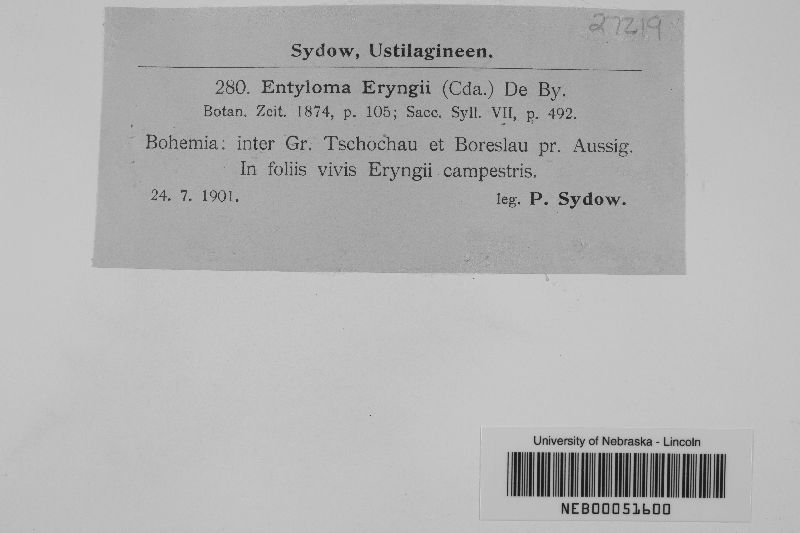 27219
Sydow, Ustilagineen.
280. Entyloma Eryngii (Cda.) De By.
Botan. Zeit. 1874, p. 105; Sacc. Syll. VII, p. 492.
Bohemia: inter Gr. Tschochau et Boreslau pr. Aussig.
In foliis vivis Eryngii campestris.
24. 7. 1901. leg. P. Sydow.
University of Nebraska - Lincoln
NEB00051600